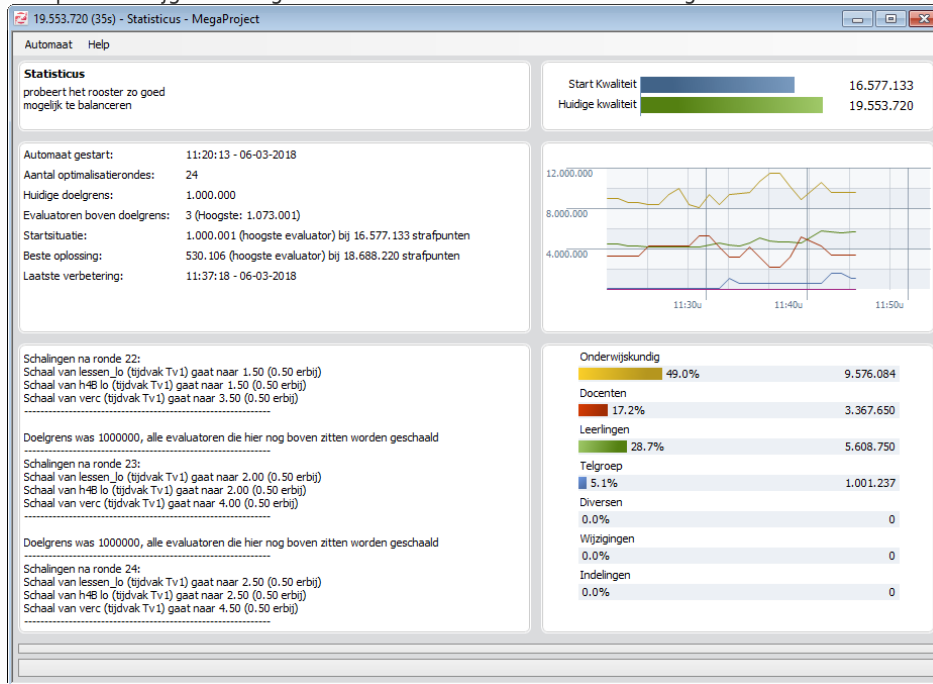 19.553.720 (35s) - Statisticus - MegaProject
Automaat Help
Statisticus
probeert het rooster zo goed
mogelijk te balanceren
Start Kwaliteit 16.577.133
Huidige kwaliteit 19.553.720
Automaat gestart: 11:20:13 - 06-03-2018
Aantal optimalisatierondes: 24
Huidige doelgrens: 1.000.000
Evaluatoren boven doelgrens: 3 (Hoogste: 1.073.001)
Startsituatie: 1.000.001 (hoogste evaluator) bij 16.577.133 strafpunten
Beste oplossing: 530.106 (hoogste evaluator) bij 18.688.220 strafpunten
Laatste verbetering: 11:37:18 - 06-03-2018
12.000.000
8.000.000
4.000.000
11:30u 11:40u 11:50u
Schalingen na ronde 22:
Schaal van lessen_lo (tijdvak Tv1) gaat naar 1.50 (0.50 erbij)
Schaal van h4B lo (tijdvak Tv1) gaat naar 1.50 (0.50 erbij)
Schaal van verc (tijdvak Tv1) gaat naar 3.50 (0.50 erbij)
------------------------------------------------------------
Doelgrens was 1000000, alle evaluatoren die hier nog boven zitten worden geschaald
------------------------------------------------------------
Schalingen na ronde 23:
Schaal van lessen_lo (tijdvak Tv1) gaat naar 2.00 (0.50 erbij)
Schaal van h4B lo (tijdvak Tv1) gaat naar 2.00 (0.50 erbij)
Schaal van verc (tijdvak Tv1) gaat naar 4.00 (0.50 erbij)
------------------------------------------------------------
Doelgrens was 1000000, alle evaluatoren die hier nog boven zitten worden geschaald
------------------------------------------------------------
Schalingen na ronde 24:
Schaal van lessen_lo (tijdvak Tv1) gaat naar 2.50 (0.50 erbij)
Schaal van h4B lo (tijdvak Tv1) gaat naar 2.50 (0.50 erbij)
Schaal van verc (tijdvak Tv1) gaat naar 4.50 (0.50 erbij)
------------------------------------------------------------
Onderwijskundig
49.0% 9.576.084
Docenten
17.2% 3.367.650
Leerlingen
28.7% 5.608.750
Telgroep
5.1% 1.001.237
Diversen
0.0% 0
Wijzigingen
0.0% 0
Indelingen
0.0% 0